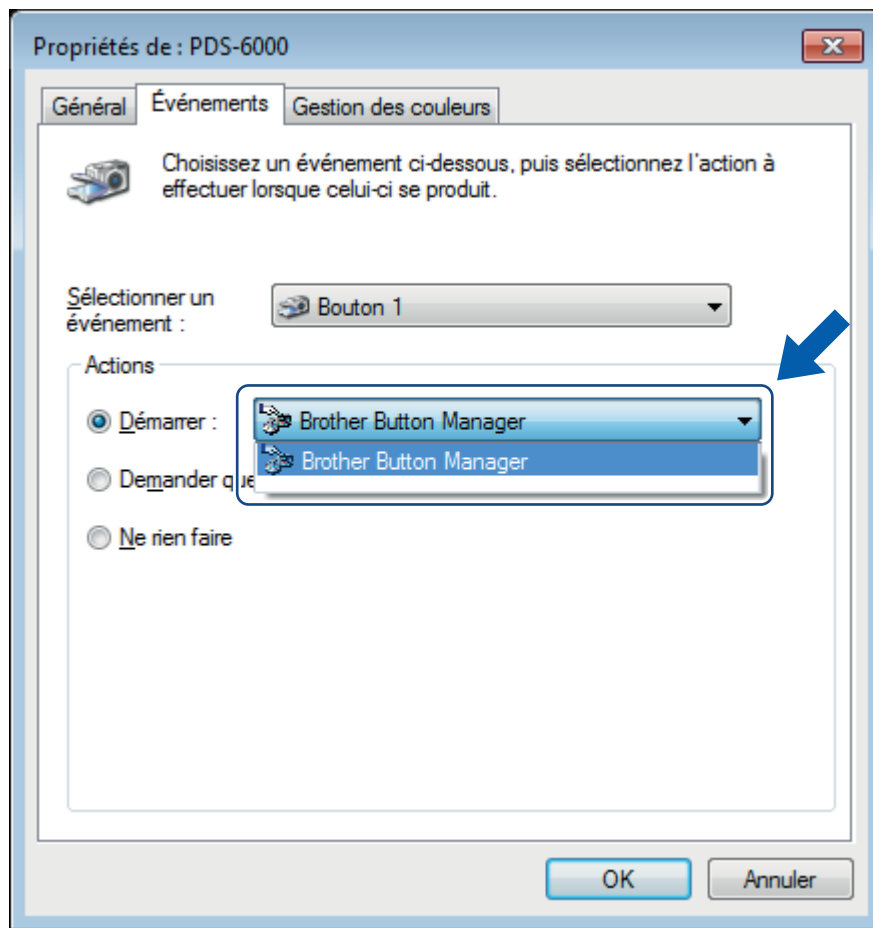 Propriétés de : PDS-6000
Général Événements Gestion des couleurs
Choisissez un événement ci-dessous, puis sélectionnez l'action à
effectuer lorsque celui-ci se produit.
Sélectionner un
événement :
Bouton 1
Actions
Démarrer : Brother Button Manager
Brother Button Manager
Demander
Ne rien faire
OK Annuler